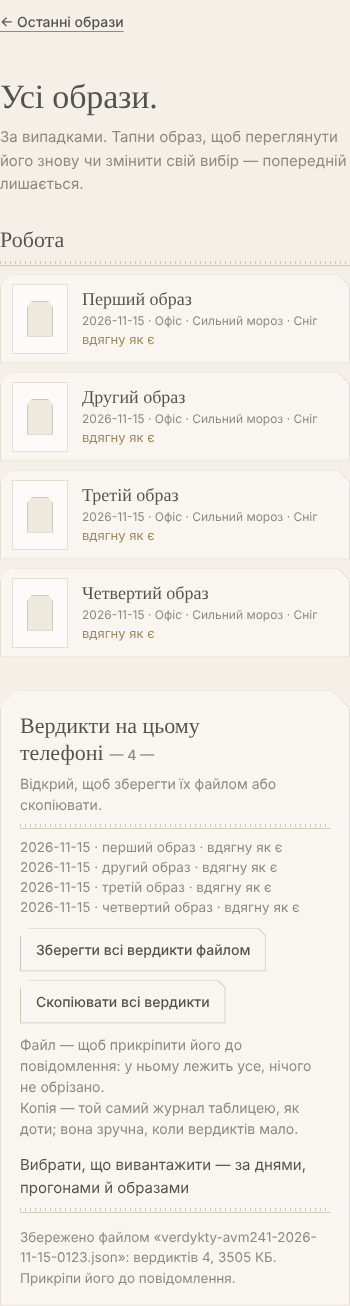 ← Останні образи
Усі образи.
За випадками. Тапни образ, щоб переглянути
його знову чи змінити свій вибір — попередній
лишається.
Робота
Перший образ
2026-11-15 · Офіс · Сильний мороз · Сніг
вдягну як є
Другий образ
2026-11-15 · Офіс · Сильний мороз · Сніг
вдягну як є
Третій образ
2026-11-15 · Офіс · Сильний мороз · Сніг
вдягну як є
Четвертий образ
2026-11-15 · Офіс · Сильний мороз · Сніг
вдягну як є
Вердикти на цьому
телефоні — 4 —
Відкрий, щоб зберегти їх файлом або
скопіювати.
2026-11-15 · перший образ · вдягну як є
2026-11-15 · другий образ · вдягну як є
2026-11-15 · третій образ · вдягну як є
2026-11-15 · четвертий образ · вдягну як є
Зберегти всі вердикти файлом
Скопіювати всі вердикти
Файл — щоб прикріпити його до
повідомлення: у ньому лежить усе, нічого
не обрізано.
Копія — той самий журнал таблицею, як
доти; вона зручна, коли вердиктів мало.
Вибрати, що вивантажити — за днями,
прогонами й образами
Збережено файлом «verdykty-avm241-2026-
11-15-0123.json»: вердиктів 4, 3505 КБ.
Прикріпи його до повідомлення.